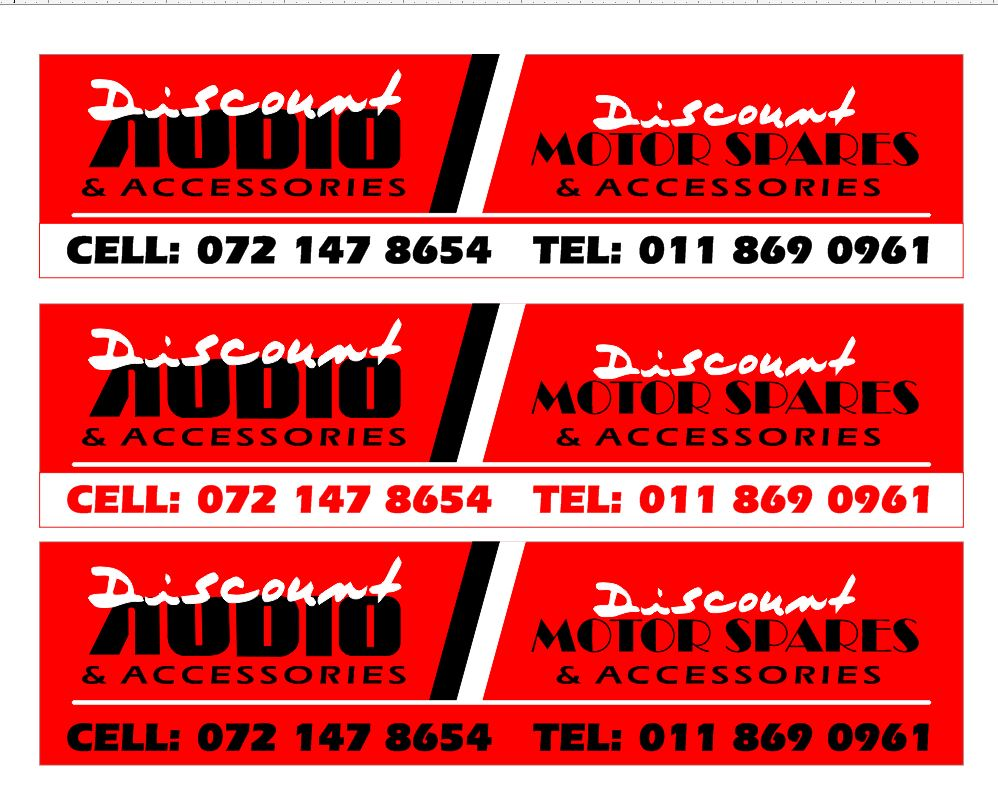 Discount
AUDIO
& ACCESSORIES
Discount
MOTOR SPARES
& ACCESSORIES
CELL: 072 147 8654 TEL: 011 869 0961
Discount
AUDIO
& ACCESSORIES
Discount
MOTOR SPARES
& ACCESSORIES
CELL: 072 147 8654 TEL: 011 869 0961
Discount
AUDIO
& ACCESSORIES
Discount
MOTOR SPARES
& ACCESSORIES
CELL: 072 147 8654 TEL: 011 869 0961